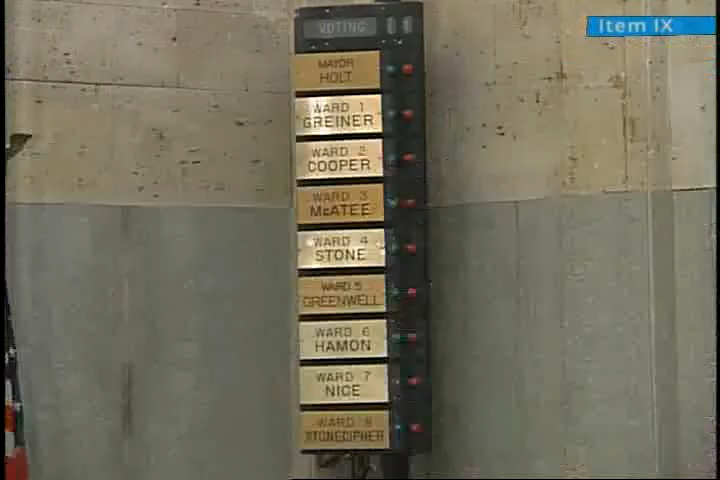 Item IX
VOTING
MAYOR
HOLT
WARD 1
GREINER
WARD 2
COOPER
WARD 3
McATEE
WARD 4
STONE
WARD 5
GREENWELL
WARD 6
HAMON
WARD 7
NICE
WARD 8
STONECIPHER